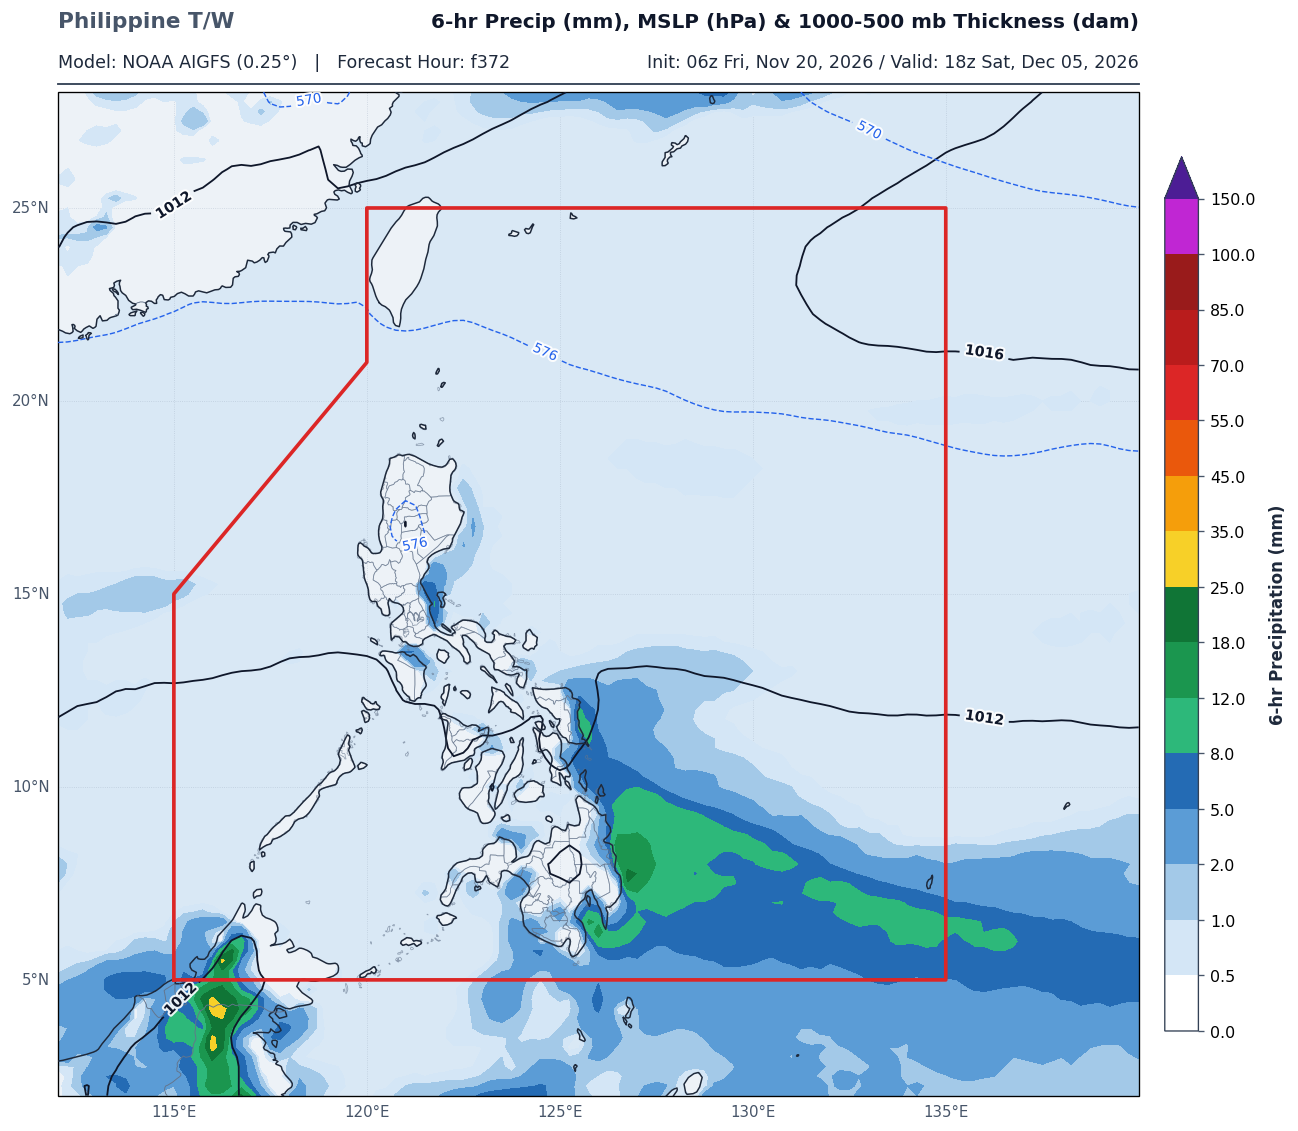 Philippine T/W
6-hr Precip (mm), MSLP (hPa) & 1000-500 mb Thickness (dam)
Model: NOAA AIGFS (0.25°) | Forecast Hour: f372
Init: 06z Fri, Nov 20, 2026 / Valid: 18z Sat, Dec 05, 2026
570
570
1012
25°N
576
1016
20°N
576
15°N
1012
10°N
1012
5°N
115°E
120°E
125°E
130°E
135°E
150.0
100.0
85.0
70.0
55.0
45.0
35.0
25.0
18.0
12.0
8.0
5.0
2.0
1.0
0.5
0.0
6-hr Precipitation (mm)